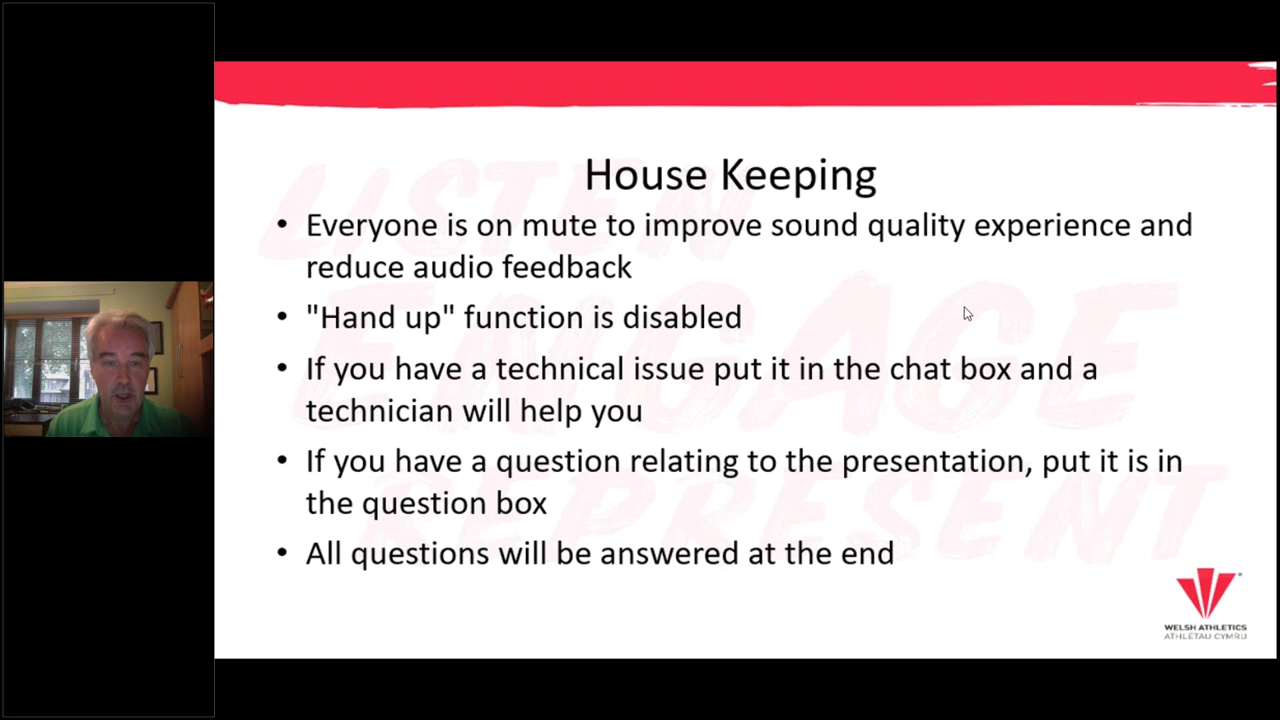 House Keeping
• Everyone is on mute to improve sound quality experience and
reduce audio feedback
• "Hand up" function is disabled
• If you have a technical issue put it in the chat box and a
technician will help you
• If you have a question relating to the presentation, put it is in
the question box
• All questions will be answered at the end
LISTEN
ENGAGE
REPRESENT
WELSH ATHLETICS
ATHLETAU CYMRU